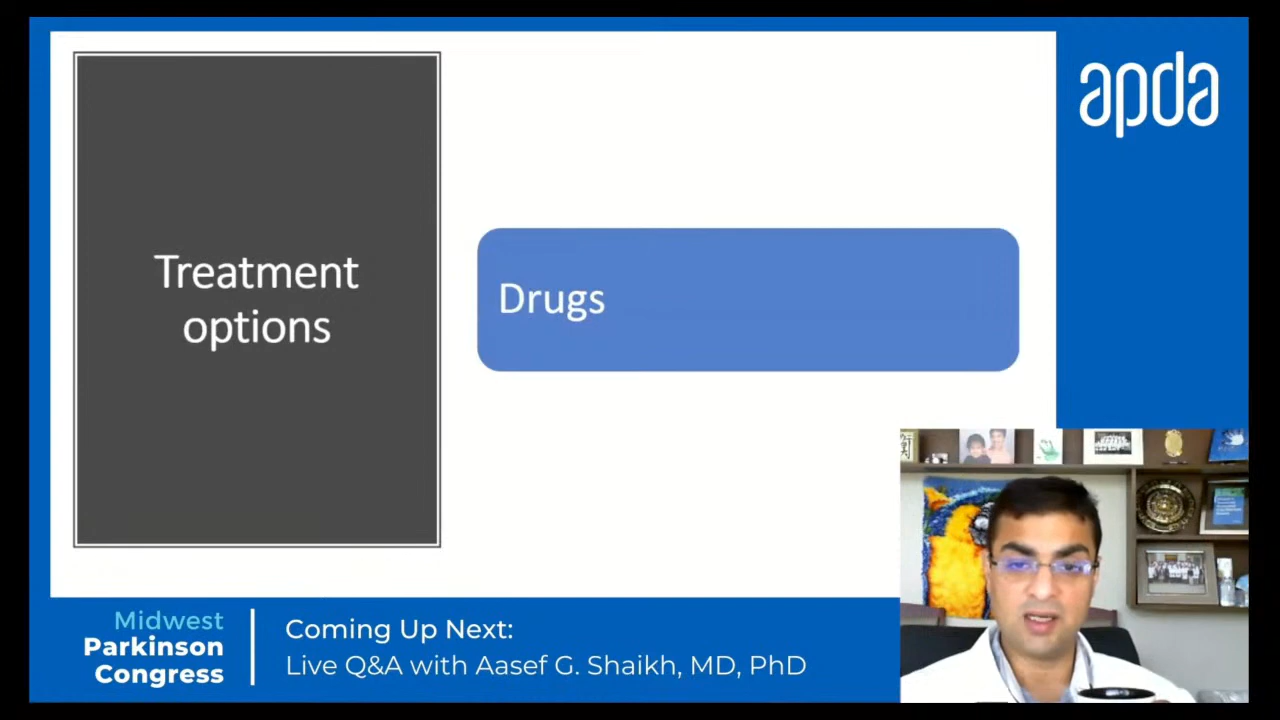 Treatment
options
Drugs
apda
Midwest
Parkinson
Congress
Coming Up Next:
Live Q&A with Aasef G. Shaikh, MD, PhD